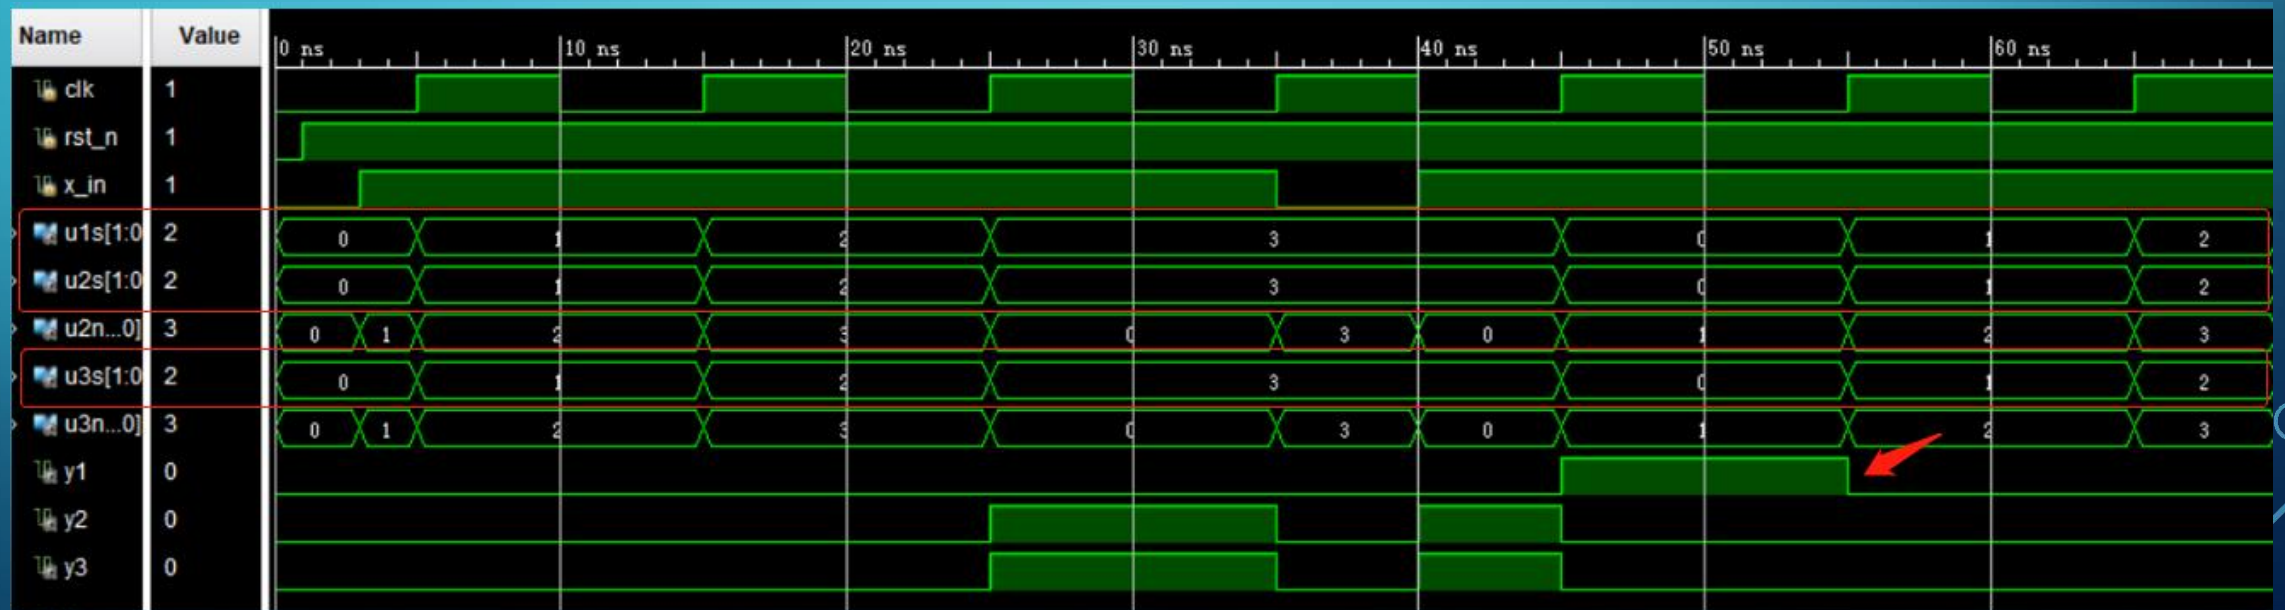 Name Value 0 ns 10 ns 20 ns 30 ns 40 ns 50 ns 60 ns
clk 1
rst_n 1
x_in 1
u1s[1:0 2 0 1 2 3 0 1 2
u2s[1:0 2 0 1 2 3 0 1 2
u2n...0] 3 0 1 2 3 0 3 0 1 2 3
u3s[1:0 2 0 1 2 3 0 1 2
u3n...0] 3 0 1 2 3 0 3 0 1 2 3
y1 0
y2 0
y3 0